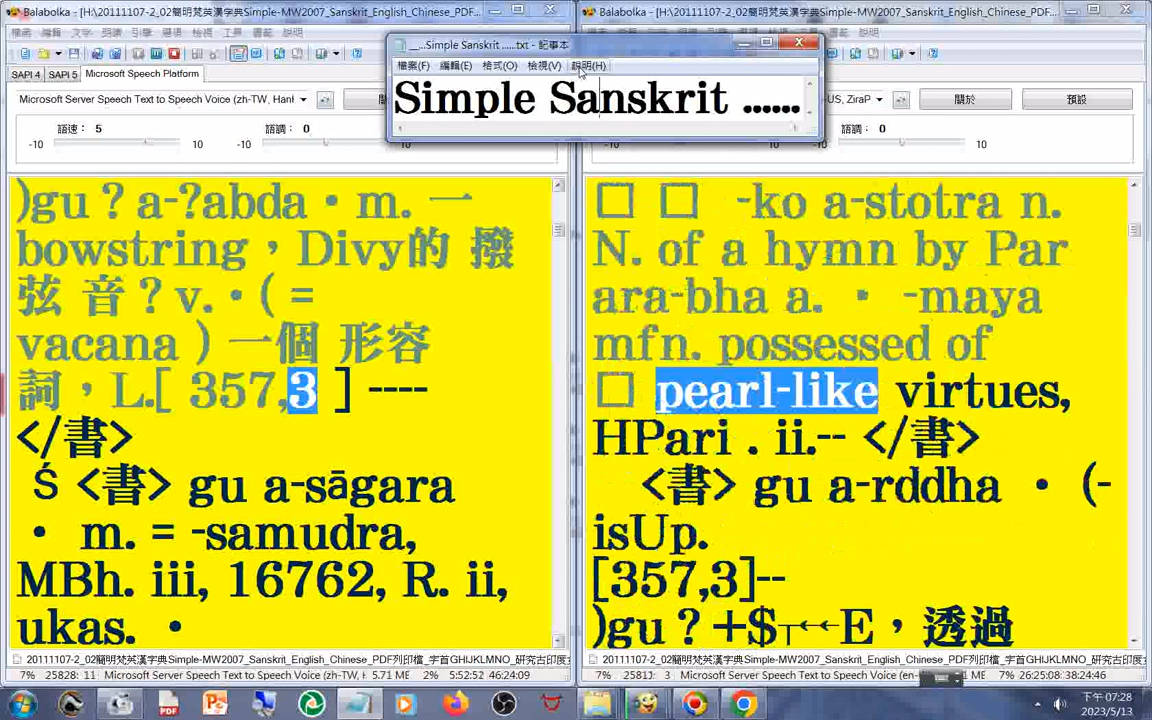 Balabolka - [H:\20111107-2_02簡明梵英漢字典Simple-MW2007_Sanskrit_English_Chinese_PDF
Balabolka - [H:\20111107-2_02簡明梵英漢字典Simple-MW2007_Sanskrit_English_Chinese_PDF
__...Simple Sanskrit ......txt - 記事本
檔案(F) 編輯(E) 格式(O) 檢視(V) 說明(H)
Simple Sanskrit ......
SAPI 4 SAPI 5 Microsoft Speech Platform
Microsoft Server Speech Text to Speech Voice (zh-TW, Han
-US, ZiraP
關於 預設
語速： 5
語調： 0
語調： 0
-10 10 -10
10
-10 10
)gu ? a-?abda • m. 一
bowstring，Divy的 撥
弦 音？v. •( =
vacana ) 一個 形容
詞，L.[ 357,3 ] ----
</書>
Ś <書> gu a-sāgara
• m. = -samudra,
MBh. iii, 16762, R. ii,
ukas. •
□ □ -ko a-stotra n.
N. of a hymn by Par
ara-bha a. • -maya
mfn. possessed of
□ pearl-like virtues,
HPari . ii.-- </書>
<書> gu a-rddha • (-
isUp.
[357,3]--
)gu？+$┬←←E，透過
20111107-2_02簡明梵英漢字典Simple-MW2007_Sanskrit_English_Chinese_PDF列印檔_字首GHIJKLMNO_研究古印度
20111107-2_02簡明梵英漢字典Simple-MW2007_Sanskrit_English_Chinese_PDF列印檔_字首GHIJKLMNO_研究古印度
7% 25828: 11 Microsoft Server Speech Text to Speech Voice (zh-TW, 5.71 ME 2% 5:52:52 46:24:09
7% 25811: Microsoft Server Speech Text to Speech Voice (en- 7% 26:25:08 38:24:46
下午 07:28
2023/5/13